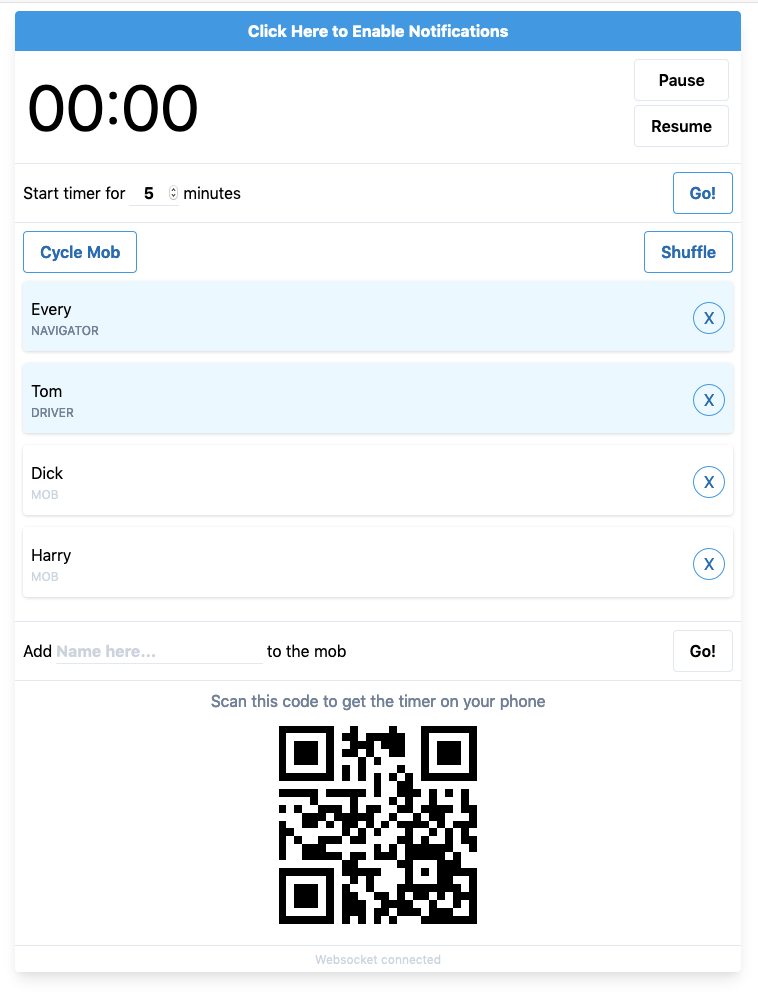 Click Here to Enable Notifications
00:00
Pause
Resume
Start timer for 5 minutes
Go!
Cycle Mob
Shuffle
Every
NAVIGATOR
X
Tom
DRIVER
X
Dick
MOB
X
Harry
MOB
X
Add Name here... to the mob
Go!
Scan this code to get the timer on your phone
Websocket connected